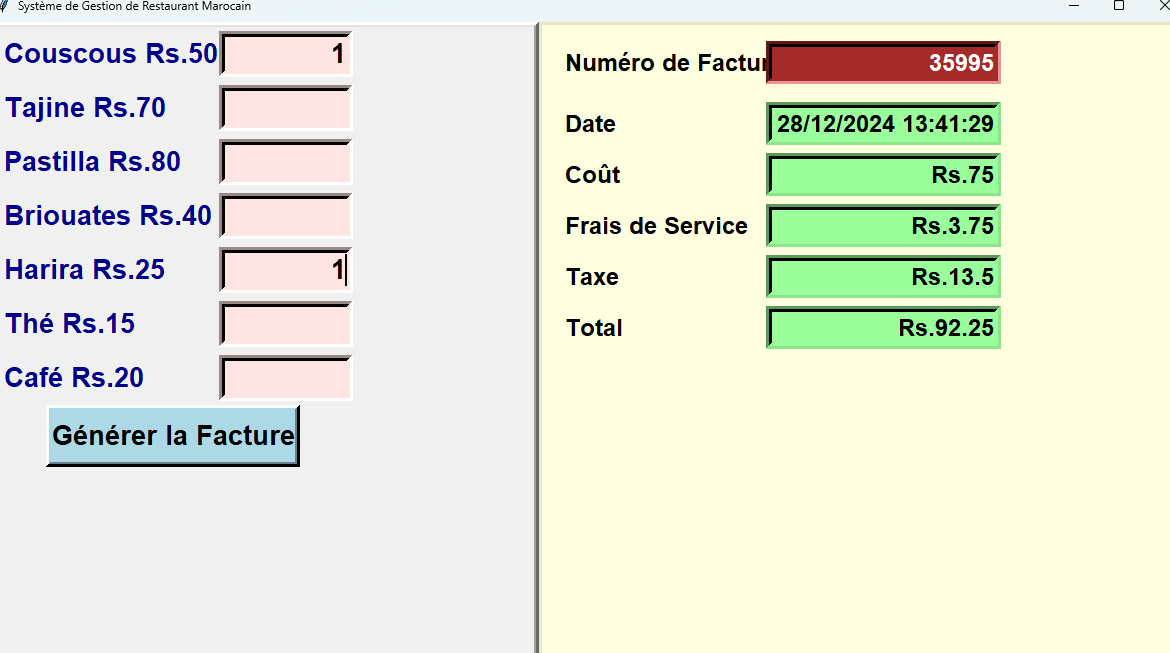 Système de Gestion de Restaurant Marocain
Couscous Rs.50 1
Tajine Rs.70
Pastilla Rs.80
Briouates Rs.40
Harira Rs.25 1
Thé Rs.15
Café Rs.20
Générer la Facture
Numéro de Factur 35995
Date 28/12/2024 13:41:29
Coût Rs.75
Frais de Service Rs.3.75
Taxe Rs.13.5
Total Rs.92.25